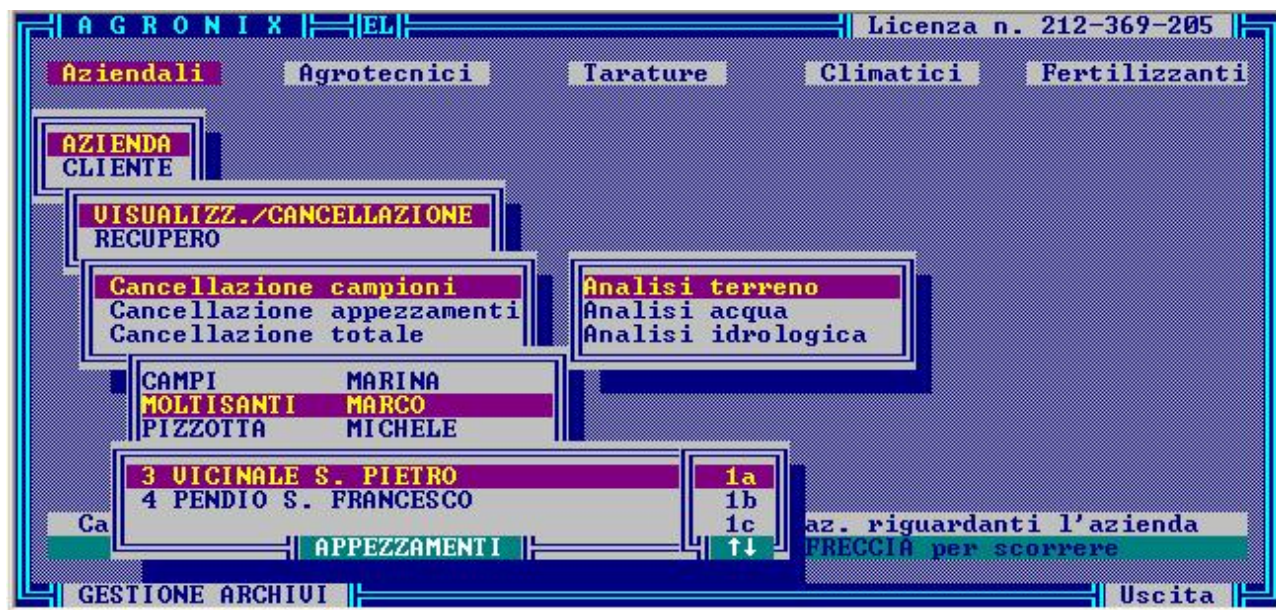 A G R O N I X EL Licenza n. 212-369-205
Aziendali Agrotecnici Tarature Climatici Fertilizzanti
AZIENDA
CLIENTE
VISUALIZZ./CANCELLAZIONE
RECUPERO
Cancellazione campioni
Cancellazione appezzamenti
Cancellazione totale
Analisi terreno
Analisi acqua
Analisi idrologica
CAMPI MARINA
MOLTISANTI MARCO
PIZZOTTA MICHELE
3 VICINALE S. PIETRO 1a
4 PENDIO S. FRANCESCO 1b
1c
Ca az. riguardanti l'azienda
APPEZZAMENTI ↑↓ FRECCIA per scorrere
GESTIONE ARCHIVI Uscita